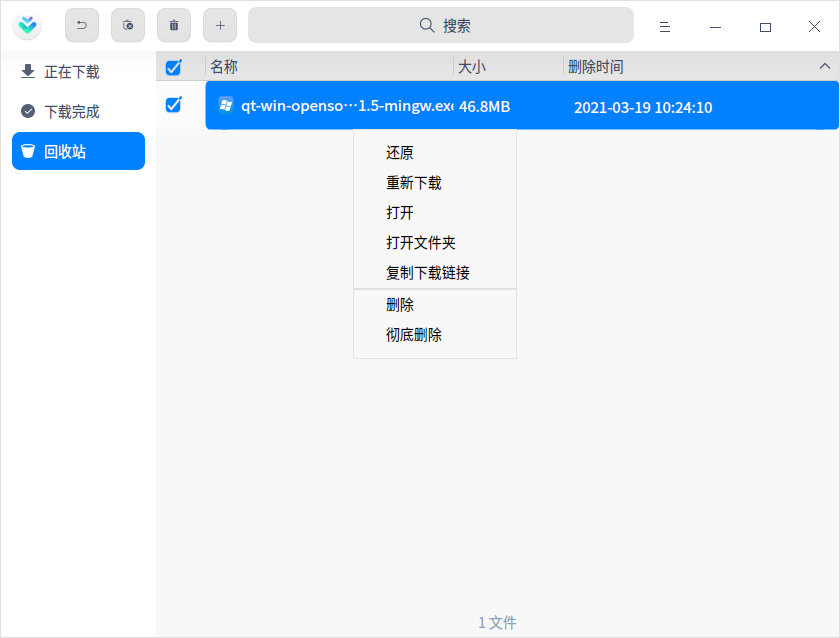 搜索
正在下载
下载完成
回收站
名称 大小 删除时间
qt-win-openso···1.5-mingw.exe 46.8MB 2021-03-19 10:24:10
还原
重新下载
打开
打开文件夹
复制下载链接
删除
彻底删除
1 文件